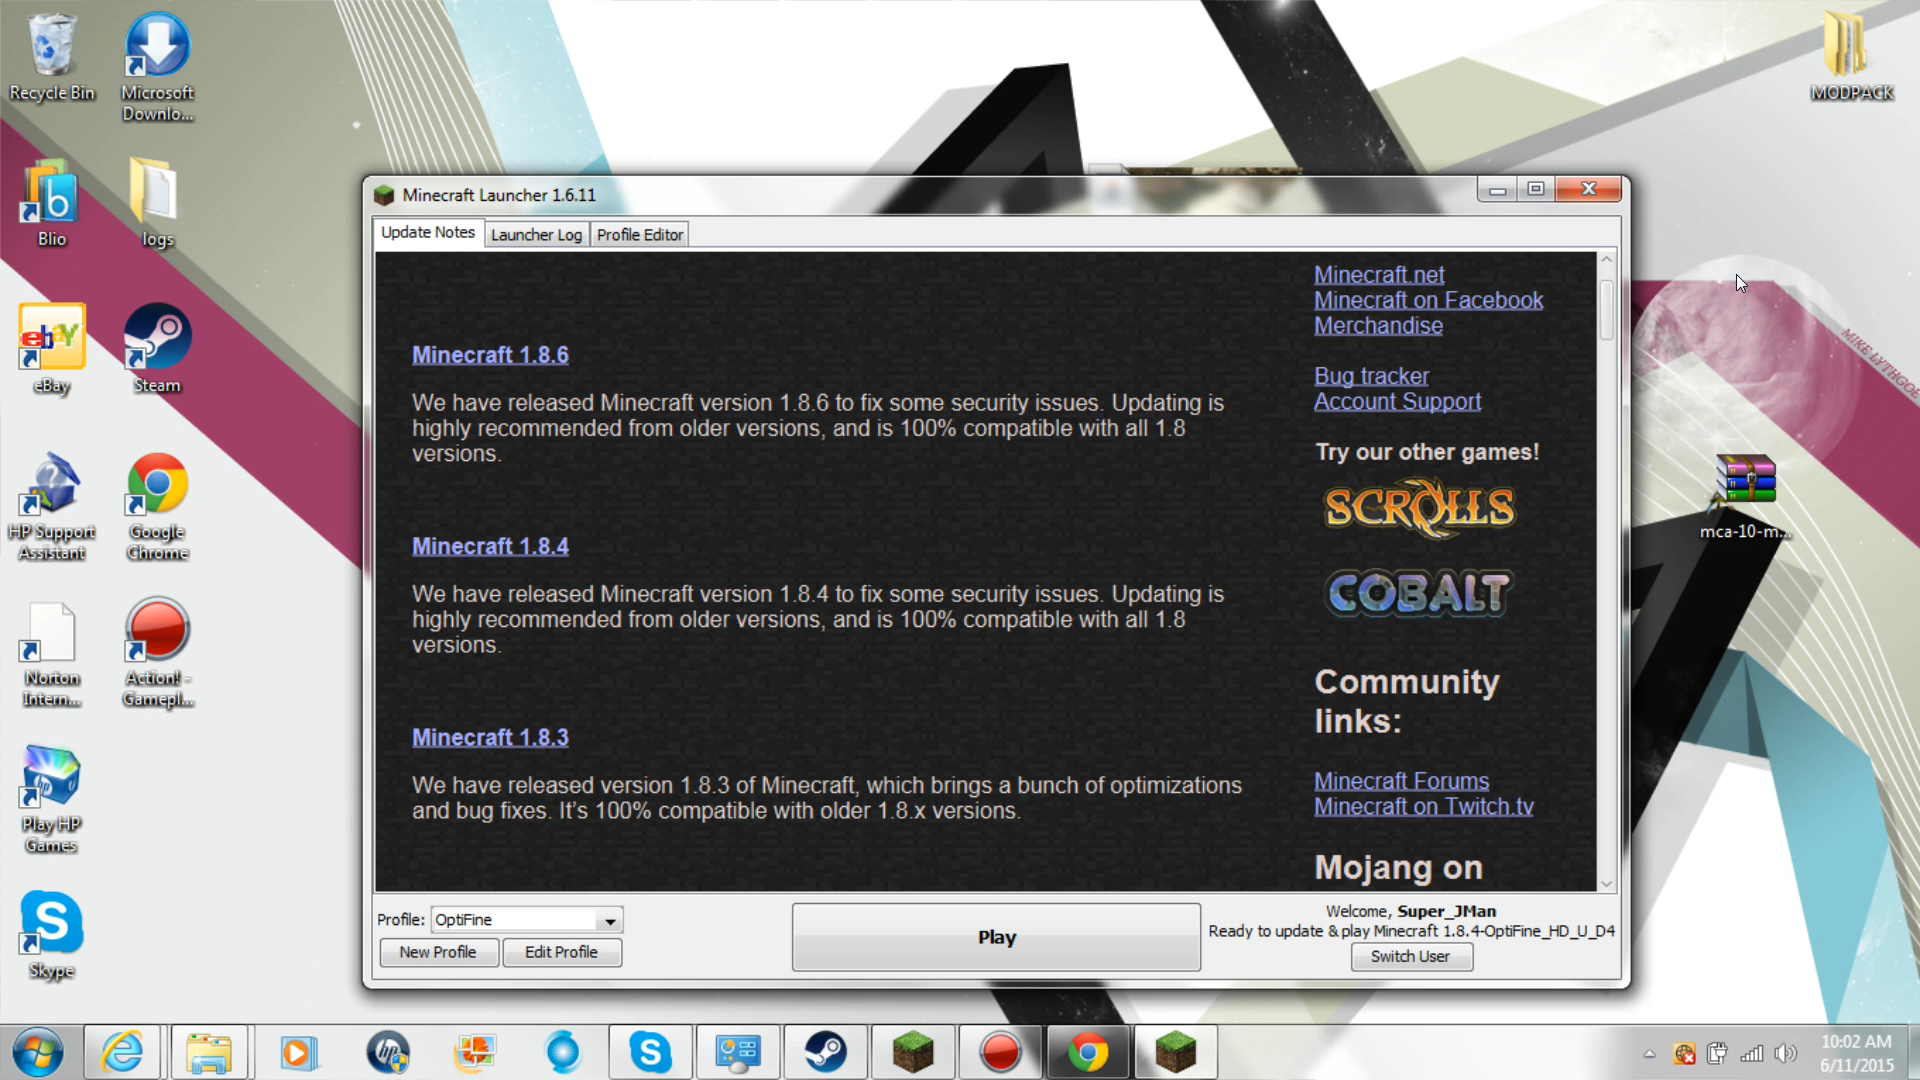 Recycle Bin
Microsoft
Downlo...
MODPACK
Blio
logs
eBay
Steam
HP Support
Assistant
Google
Chrome
Norton
Intern...
Action! -
Gamepl...
Play HP
Games
Skype
mca-10-m...
Minecraft Launcher 1.6.11
Update Notes
Launcher Log
Profile Editor
Minecraft 1.8.6
We have released Minecraft version 1.8.6 to fix some security issues. Updating is
highly recommended from older versions, and is 100% compatible with all 1.8
versions.
Minecraft 1.8.4
We have released Minecraft version 1.8.4 to fix some security issues. Updating is
highly recommended from older versions, and is 100% compatible with all 1.8
versions.
Minecraft 1.8.3
We have released version 1.8.3 of Minecraft, which brings a bunch of optimizations
and bug fixes. It's 100% compatible with older 1.8.x versions.
Minecraft.net
Minecraft on Facebook
Merchandise
Bug tracker
Account Support
Try our other games!
SCROLLS
COBALT
Community
links:
Minecraft Forums
Minecraft on Twitch.tv
Mojang on
Profile: OptiFine
New Profile
Edit Profile
Play
Welcome, Super_JMan
Ready to update & play Minecraft 1.8.4-OptiFine_HD_U_D4
Switch User
10:02 AM
6/11/2015